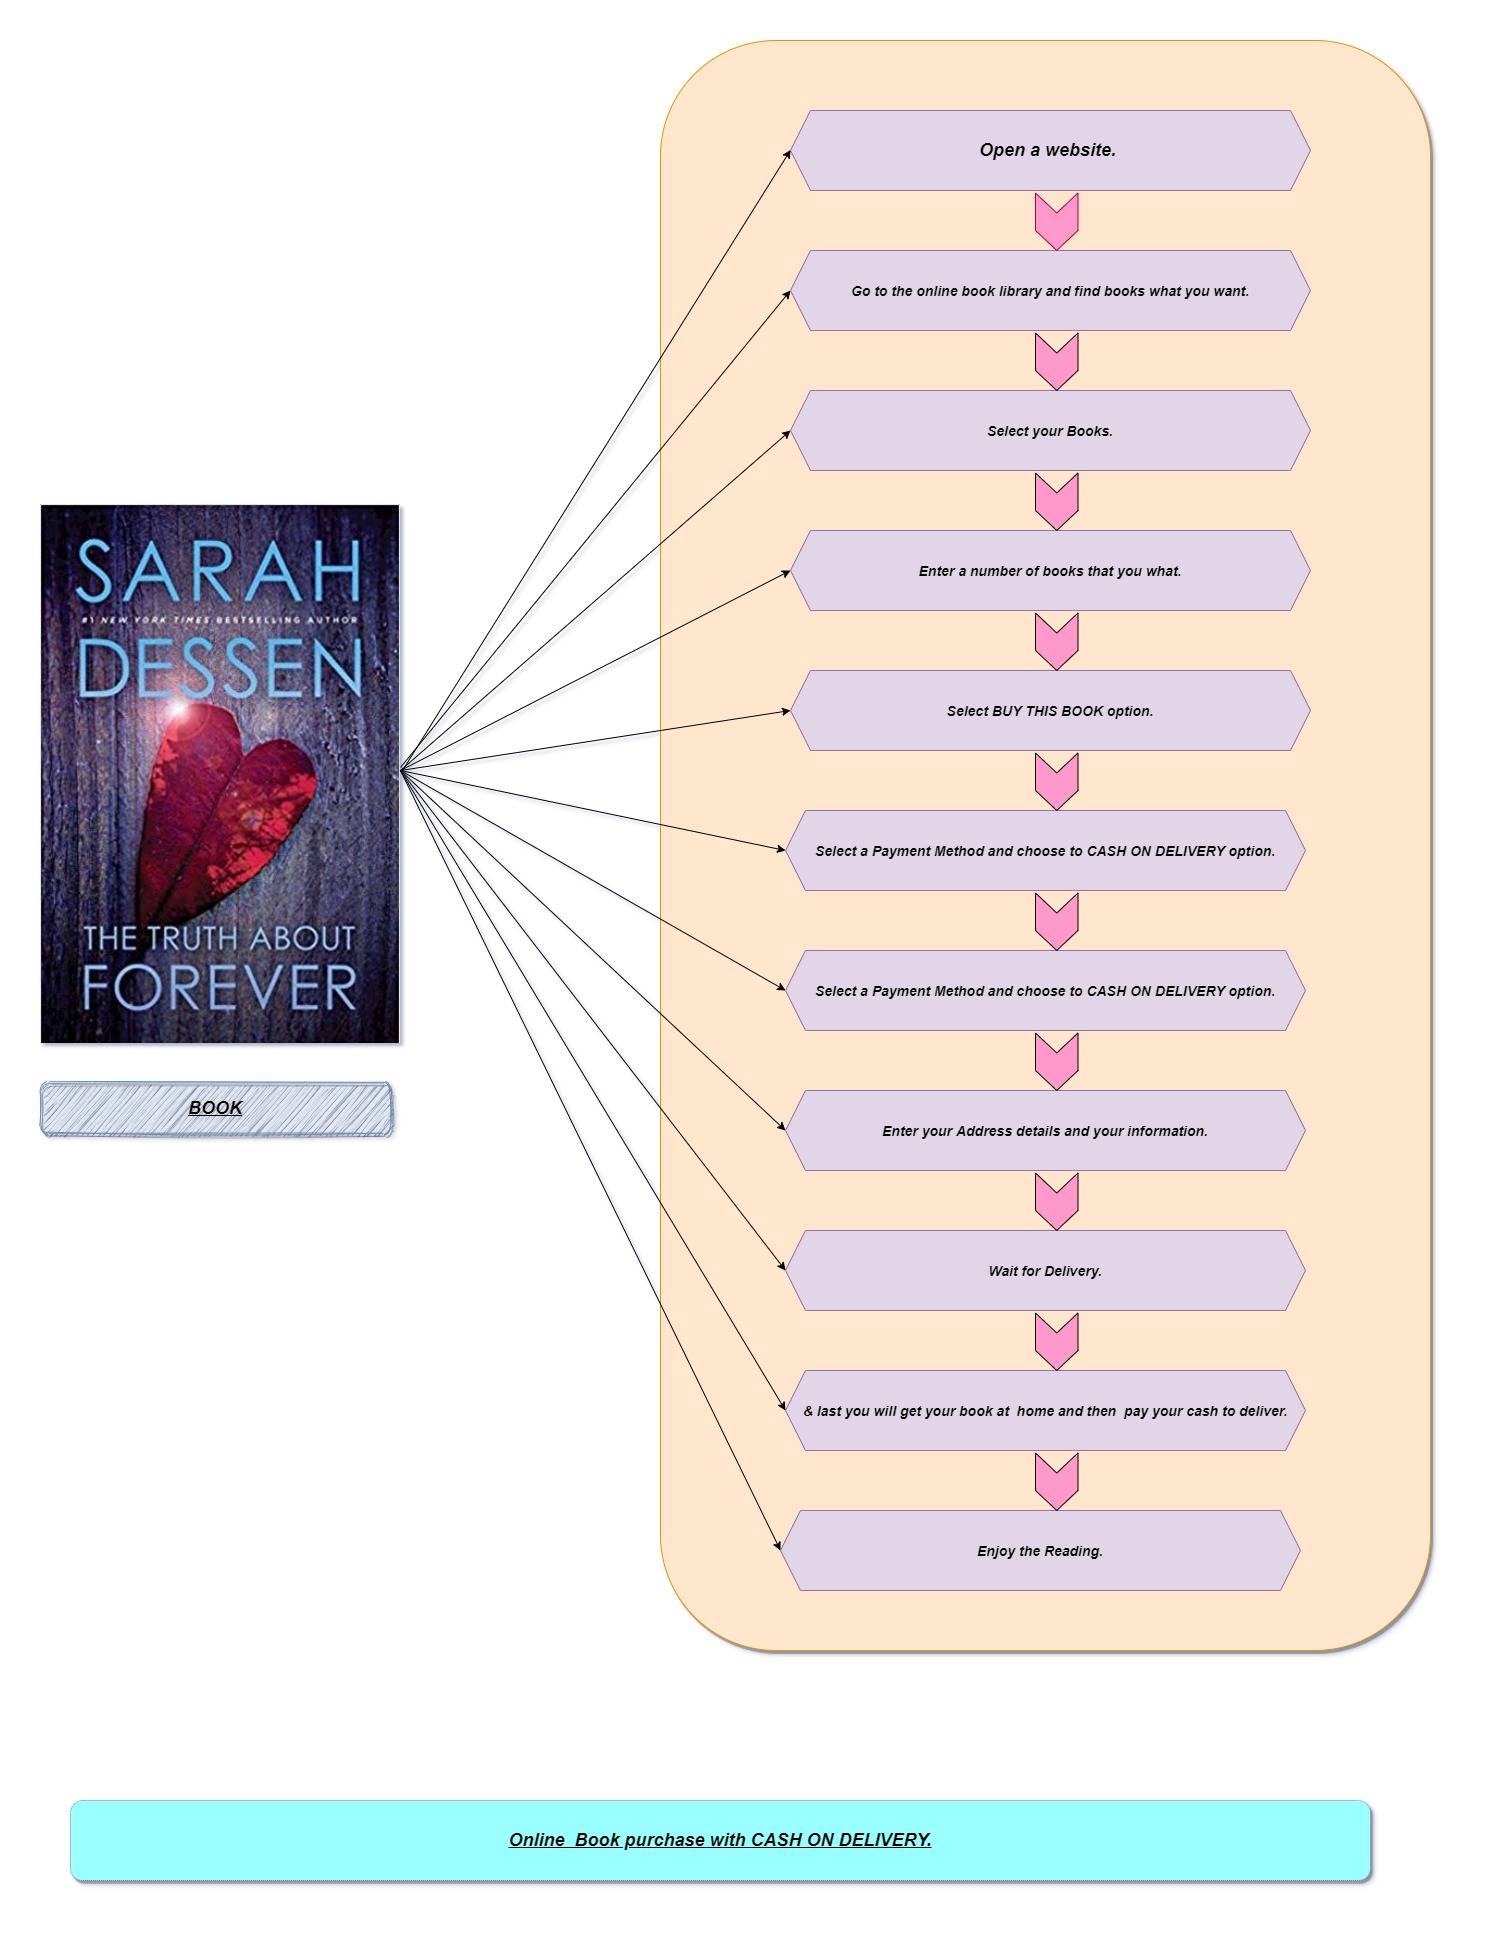 Open a website.
Go to the online book library and find books what you want.
Select your Books.
Enter a number of books that you what.
Select BUY THIS BOOK option.
Select a Payment Method and choose to CASH ON DELIVERY option.
Select a Payment Method and choose to CASH ON DELIVERY option.
Enter your Address details and your information.
Wait for Delivery.
& last you will get your book at  home and then  pay your cash to deliver.
Enjoy the Reading.
SARAH
#1 NEW YORK TIMES BESTSELLING AUTHOR
DESSEN
THE TRUTH ABOUT
FOREVER
BOOK
Online  Book purchase with CASH ON DELIVERY.